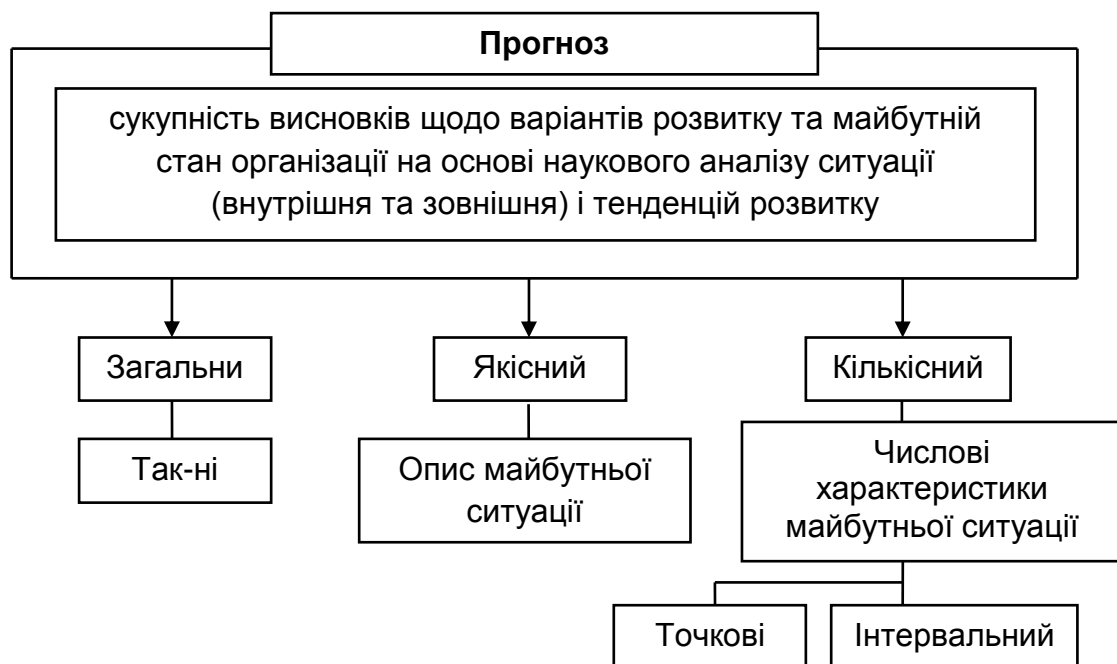 Прогноз
сукупність висновків щодо варіантів розвитку та майбутній
стан організації на основі наукового аналізу ситуації
(внутрішня та зовнішня) і тенденцій розвитку
Загальни
Якісний
Кількісний
Так-ні
Опис майбутньої
ситуації
Числові
характеристики
майбутньої ситуації
Точкові
Інтервальний